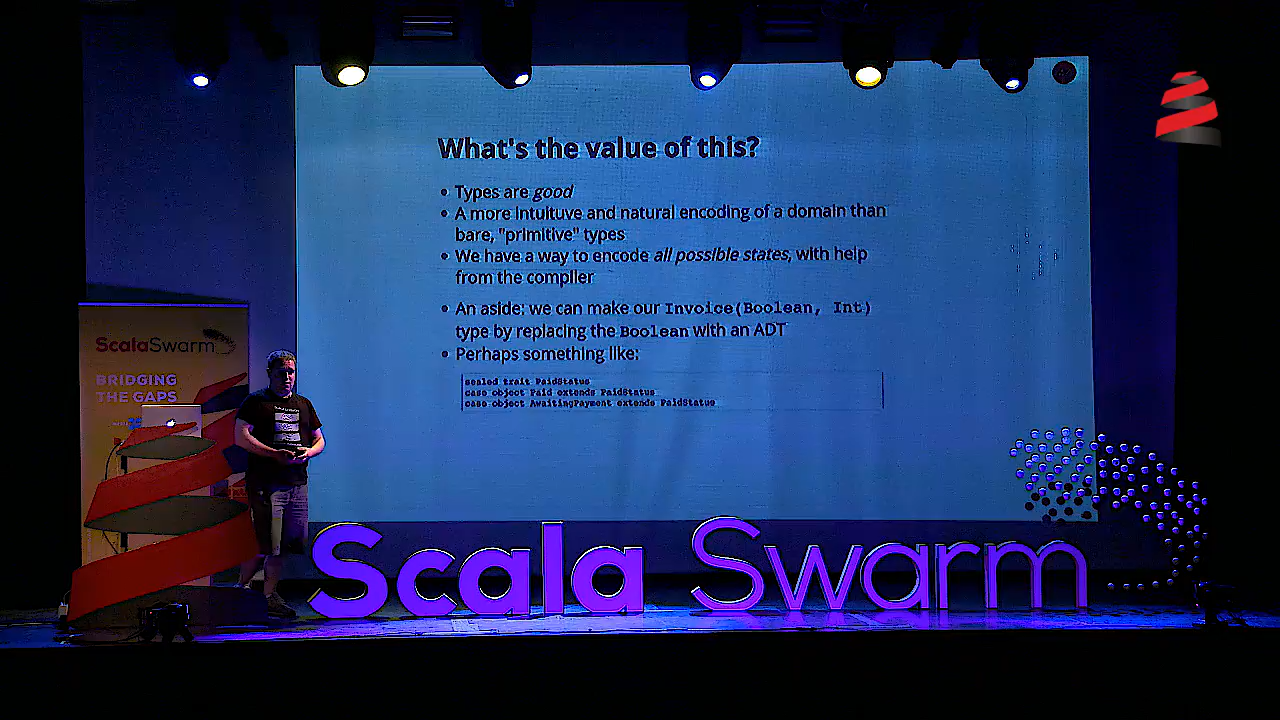 What's the value of this?
• Types are good
• A more intuituve and natural encoding of a domain than
bare, "primitive" types
• We have a way to encode all possible states, with help
from the compiler
• An aside: we can make our Invoice(Boolean, Int)
type by replacing the Boolean with an ADT
• Perhaps something like:
sealed trait PaidStatus
case object Paid extends PaidStatus
case object AwaitingPayment extends PaidStatus
ScalaSwarm
BRIDGING
THE GAPS
Scala Swarm